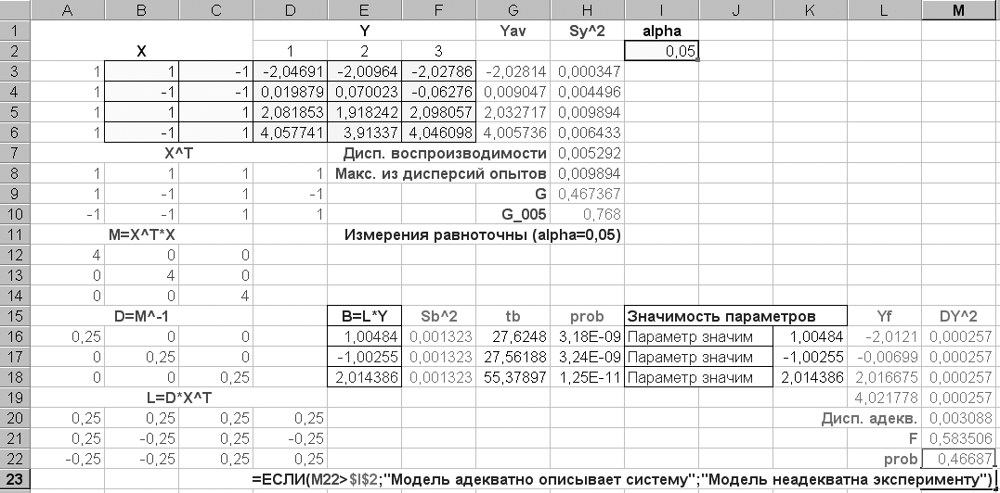 A B C D E F G H I J K L M
1 Y Yav Sy^2 alpha
2 X 1 2 3 0,05
3 1 1 -1 -2,04691 -2,00964 -2,02786 -2,02814 0,000347
4 1 -1 -1 0,019879 0,070023 -0,06276 0,009047 0,004496
5 1 1 1 2,081853 1,918242 2,098057 2,032717 0,009894
6 1 -1 1 4,057741 3,91337 4,046098 4,005736 0,006433
7 X^T Дисп. воспроизводимости 0,005292
8 1 1 1 1 Макс. из дисперсий опытов 0,009894
9 1 -1 1 -1 G 0,467367
10 -1 -1 1 1 G_005 0,768
11 M=X^T*X Измерения равноточны (alpha=0,05)
12 4 0 0
13 0 4 0
14 0 0 4
15 D=M^-1 B=L*Y Sb^2 tb prob Значимость параметров Yf DY^2
16 0,25 0 0 1,00484 0,001323 27,6248 3,18E-09 Параметр значим 1,00484 -2,0121 0,000257
17 0 0,25 0 -1,00255 0,001323 27,56188 3,24E-09 Параметр значим -1,00255 -0,00699 0,000257
18 0 0 0,25 2,014386 0,001323 55,37897 1,25E-11 Параметр значим 2,014386 2,016675 0,000257
19 L=D*X^T 4,021778 0,000257
20 0,25 0,25 0,25 0,25 Дисп. адекв. 0,003088
21 0,25 -0,25 0,25 -0,25 F 0,583506
22 -0,25 -0,25 0,25 0,25 prob 0,46687
23 =ЕСЛИ(M22>$I$2;"Модель адекватно описывает систему";"Модель неадекватна эксперименту")